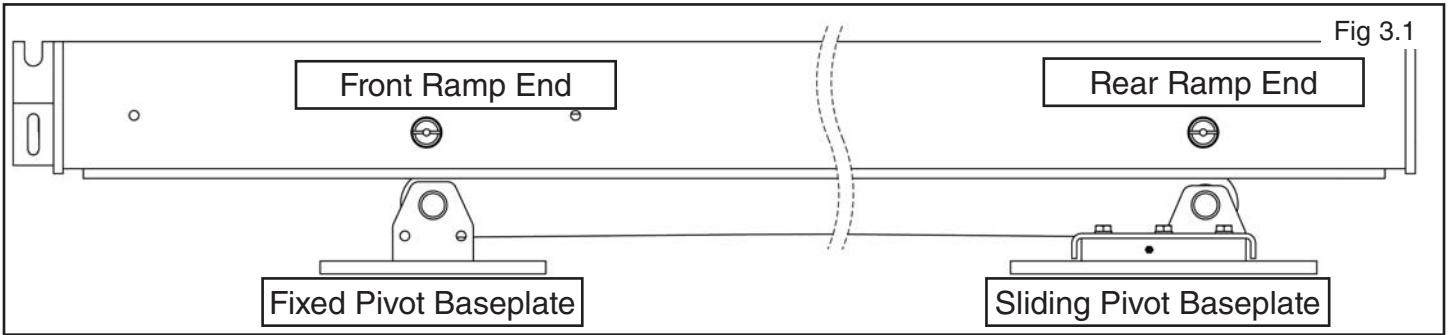 Fig 3.1
Front Ramp End
Rear Ramp End
Fixed Pivot Baseplate
Sliding Pivot Baseplate